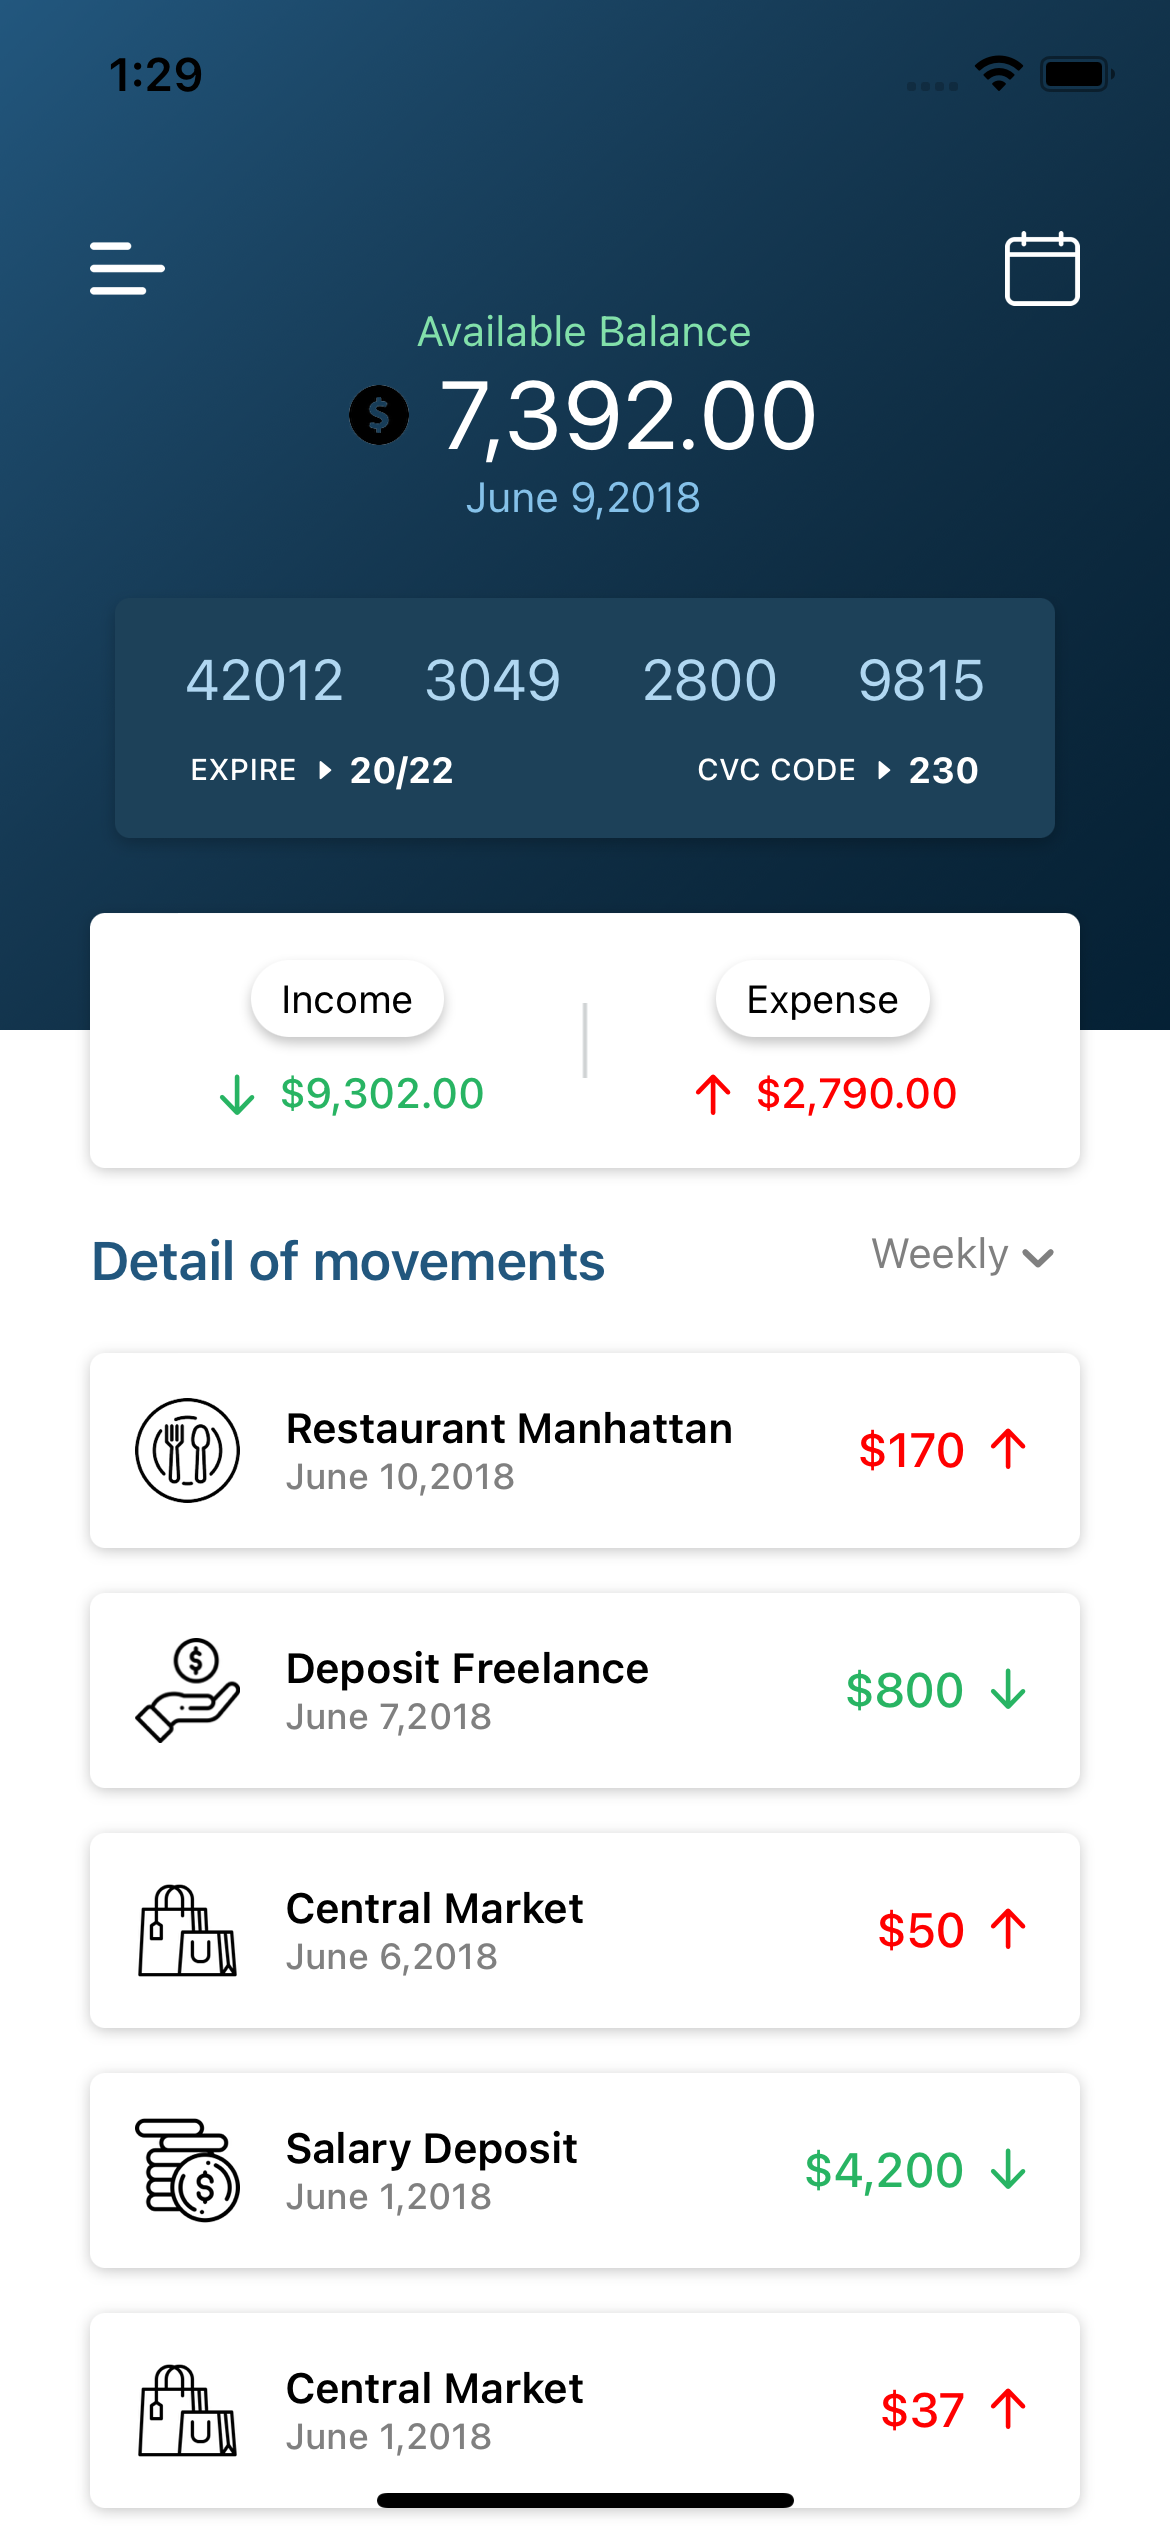 1:29
Available Balance
$ 7,392.00
June 9,2018
42012 3049 2800 9815
EXPIRE 20/22 CVC CODE 230
Income Expense
$9,302.00 $2,790.00
Detail of movements Weekly
Restaurant Manhattan
June 10,2018
$170
Deposit Freelance
June 7,2018
$800
Central Market
June 6,2018
$50
Salary Deposit
June 1,2018
$4,200
Central Market
June 1,2018
$37